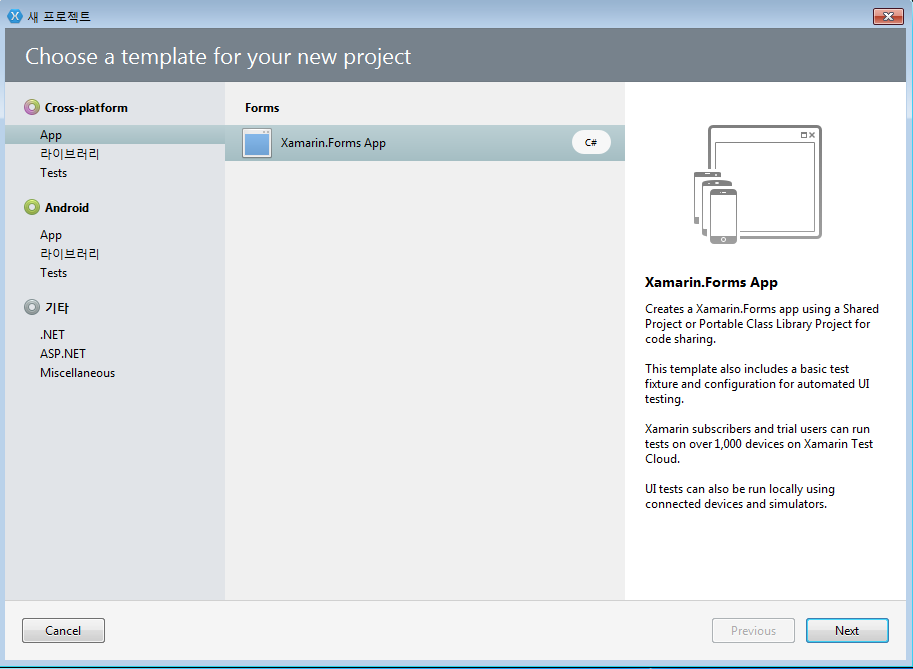 새 프로젝트
Choose a template for your new project
Cross-platform
App
라이브러리
Tests
Android
App
라이브러리
Tests
기타
.NET
ASP.NET
Miscellaneous
Forms
Xamarin.Forms App
C#
Xamarin.Forms App
Creates a Xamarin.Forms app using a Shared
Project or Portable Class Library Project for
code sharing.
This template also includes a basic test
fixture and configuration for automated UI
testing.
Xamarin subscribers and trial users can run
tests on over 1,000 devices on Xamarin Test
Cloud.
UI tests can also be run locally using
connected devices and simulators.
Cancel
Previous
Next